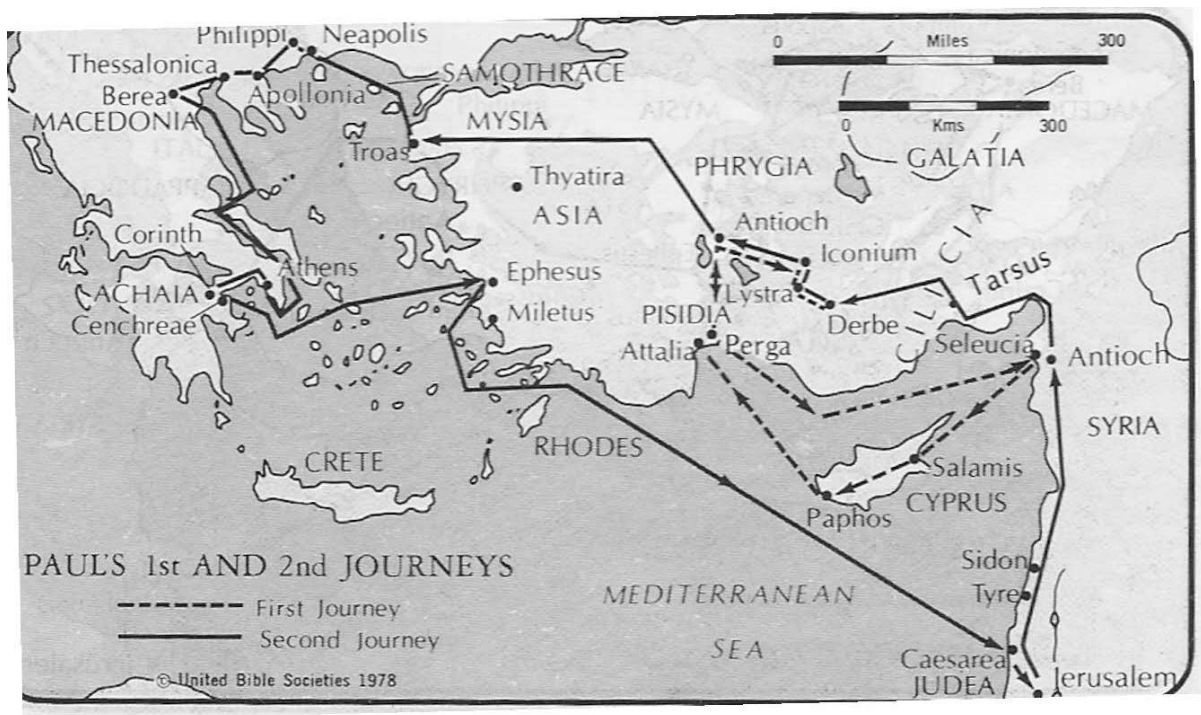 Philippi
Neapolis
0 Miles 300
Thessalonica
SAMOTHRACE
Berea
Apollonia
MACEDONIA
MYSIA
0 Kms 300
Troas
PHRYGIA
GALATIA
Thyatira
ASIA
Antioch
Corinth
Iconium
CILICIA
Tarsus
Athens
Ephesus
ACHAIA
Lystra
Cenchreae
Miletus
PISIDIA
Derbe
Attalia
Perga
Seleucia
Antioch
SYRIA
RHODES
CRETE
Salamis
CYPRUS
Paphos
PAUL'S 1st AND 2nd JOURNEYS
Sidon
First Journey
MEDITERRANEAN
Tyre
Second Journey
SEA
Caesarea
© United Bible Societies 1978
JUDEA
Jerusalem